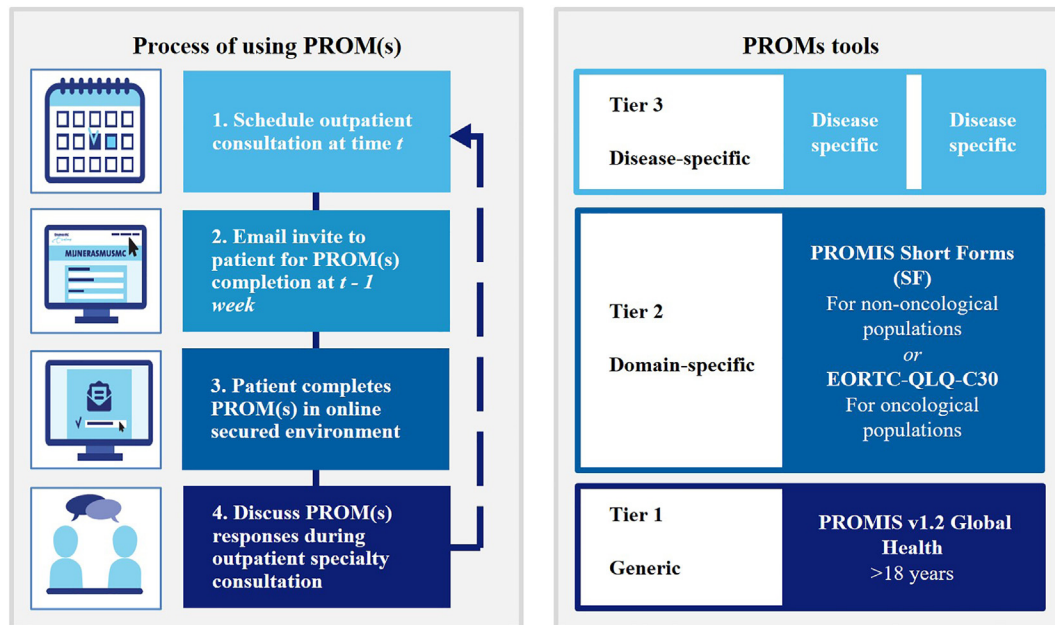 Process of using PROM(s)
1. Schedule outpatient
consultation at time t
MIJNERASMUSMC
2. Email invite to
patient for PROM(s)
completion at t - 1
week
3. Patient completes
PROM(s) in online
secured environment
4. Discuss PROM(s)
responses during
outpatient specialty
consultation
PROMs tools
Tier 3
Disease-specific
Disease
specific
Disease
specific
Tier 2
Domain-specific
PROMIS Short Forms
(SF)
For non-oncological
populations
or
EORTC-QLQ-C30
For oncological
populations
Tier 1
Generic
PROMIS v1.2 Global
Health
>18 years